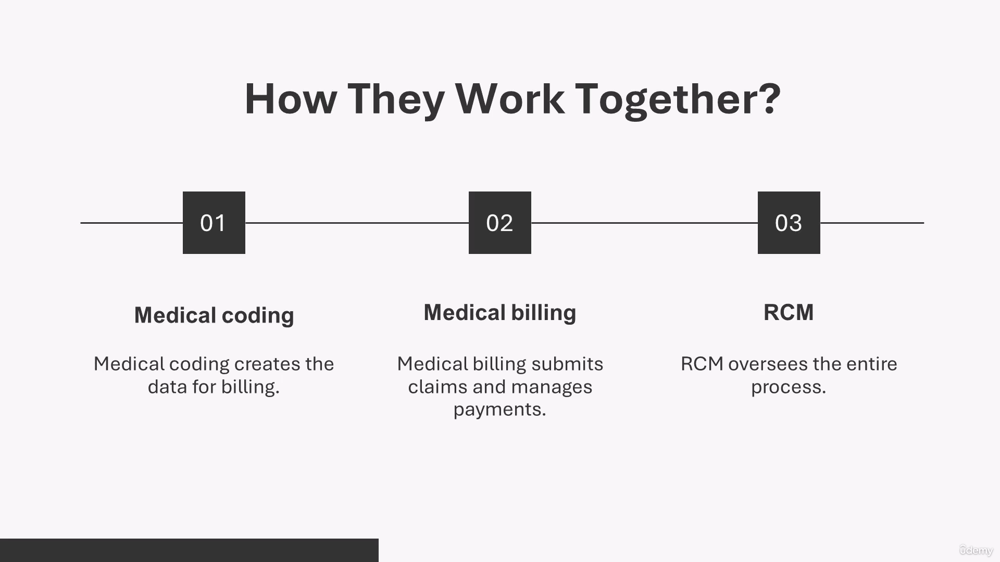 How They Work Together?
01
02
03
Medical coding
Medical billing
RCM
Medical coding creates the
data for billing.
Medical billing submits
claims and manages
payments.
RCM oversees the entire
process.
ûdemy